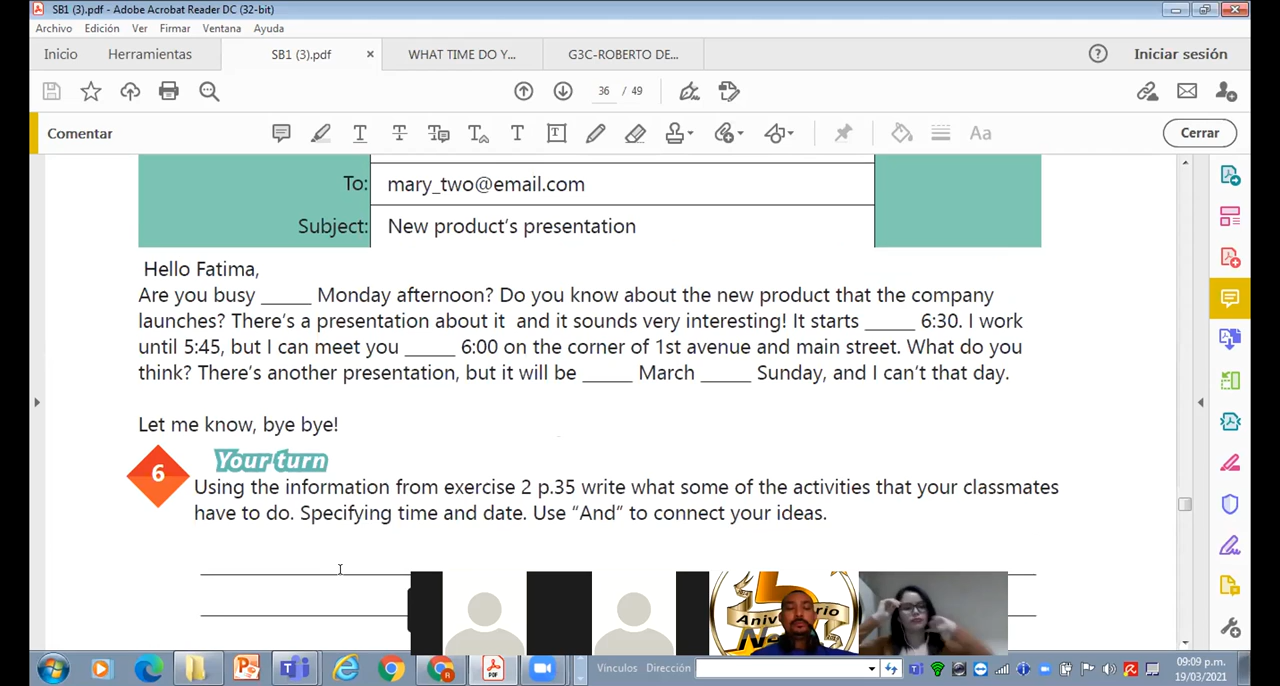 SB1 (3).pdf - Adobe Acrobat Reader DC (32-bit)
Archivo Edición Ver Firmar Ventana Ayuda
Inicio Herramientas SB1 (3).pdf × WHAT TIME DO Y... G3C-ROBERTO DE... ? Iniciar sesión
36 / 49
Comentar T T T T T T Aa Cerrar
To: mary_two@email.com
Subject: New product's presentation
Hello Fatima,
Are you busy _____ Monday afternoon? Do you know about the new product that the company
launches? There's a presentation about it and it sounds very interesting! It starts _____ 6:30. I work
until 5:45, but I can meet you _____ 6:00 on the corner of 1st avenue and main street. What do you
think? There's another presentation, but it will be _____ March _____ Sunday, and I can't that day.
Let me know, bye bye!
6 Your turn
Using the information from exercise 2 p.35 write what some of the activities that your classmates
have to do. Specifying time and date. Use “And” to connect your ideas.
Aniversario
Vínculos Dirección
09:09 p.m.
19/03/2021